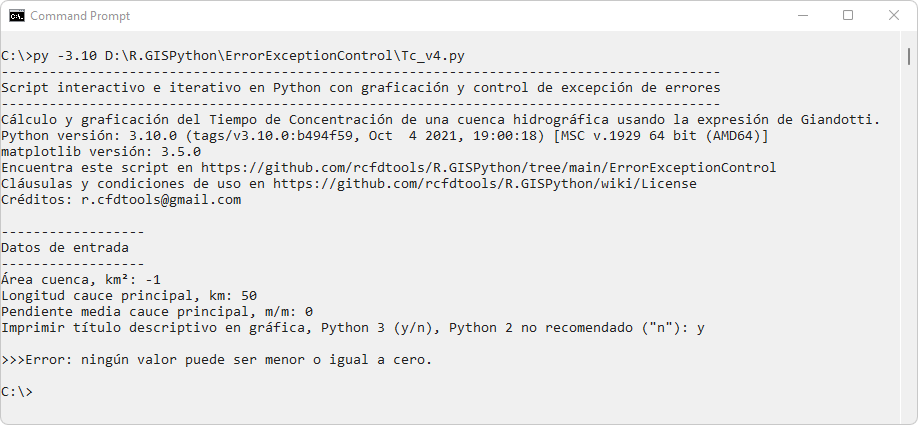 Command Prompt
C:\>py -3.10 D:\R.GISPython\ErrorExceptionControl\Tc_v4.py
------------------------------------------------------------------------------------------
Script interactivo e iterativo en Python con graficación y control de excepción de errores
------------------------------------------------------------------------------------------
Cálculo y graficación del Tiempo de Concentración de una cuenca hidrográfica usando la expresión de Giandotti.
Python versión: 3.10.0 (tags/v3.10.0:b494f59, Oct  4 2021, 19:00:18) [MSC v.1929 64 bit (AMD64)]
matplotlib versión: 3.5.0
Encuentra este script en https://github.com/rcfdtools/R.GISPython/tree/main/ErrorExceptionControl
Cláusulas y condiciones de uso en https://github.com/rcfdtools/R.GISPython/wiki/License
Créditos: r.cfdtools@gmail.com
------------------
Datos de entrada
------------------
Área cuenca, km²: -1
Longitud cauce principal, km: 50
Pendiente media cauce principal, m/m: 0
Imprimir título descriptivo en gráfica, Python 3 (y/n), Python 2 no recomendado ("n"): y
>>>Error: ningún valor puede ser menor o igual a cero.
C:\>